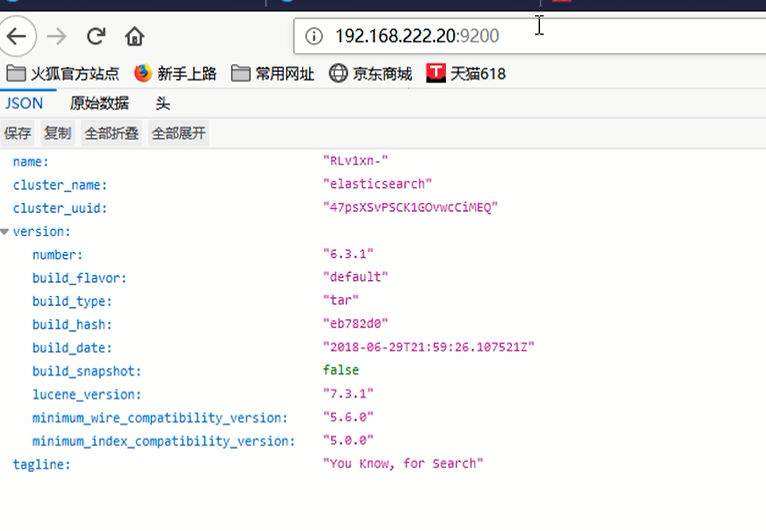 192.168.222.20:9200
火狐官方站点 新手上路 常用网址 京东商城 T 天猫618
JSON 原始数据 头
保存 复制 全部折叠 全部展开
name: "RLv1xn-"
cluster_name: "elasticsearch"
cluster_uuid: "47psXSvPSCK1GOvwcCiMEQ"
version:
number: "6.3.1"
build_flavor: "default"
build_type: "tar"
build_hash: "eb782d0"
build_date: "2018-06-29T21:59:26.107521Z"
build_snapshot: false
lucene_version: "7.3.1"
minimum_wire_compatibility_version: "5.6.0"
minimum_index_compatibility_version: "5.0.0"
tagline: "You Know, for Search"